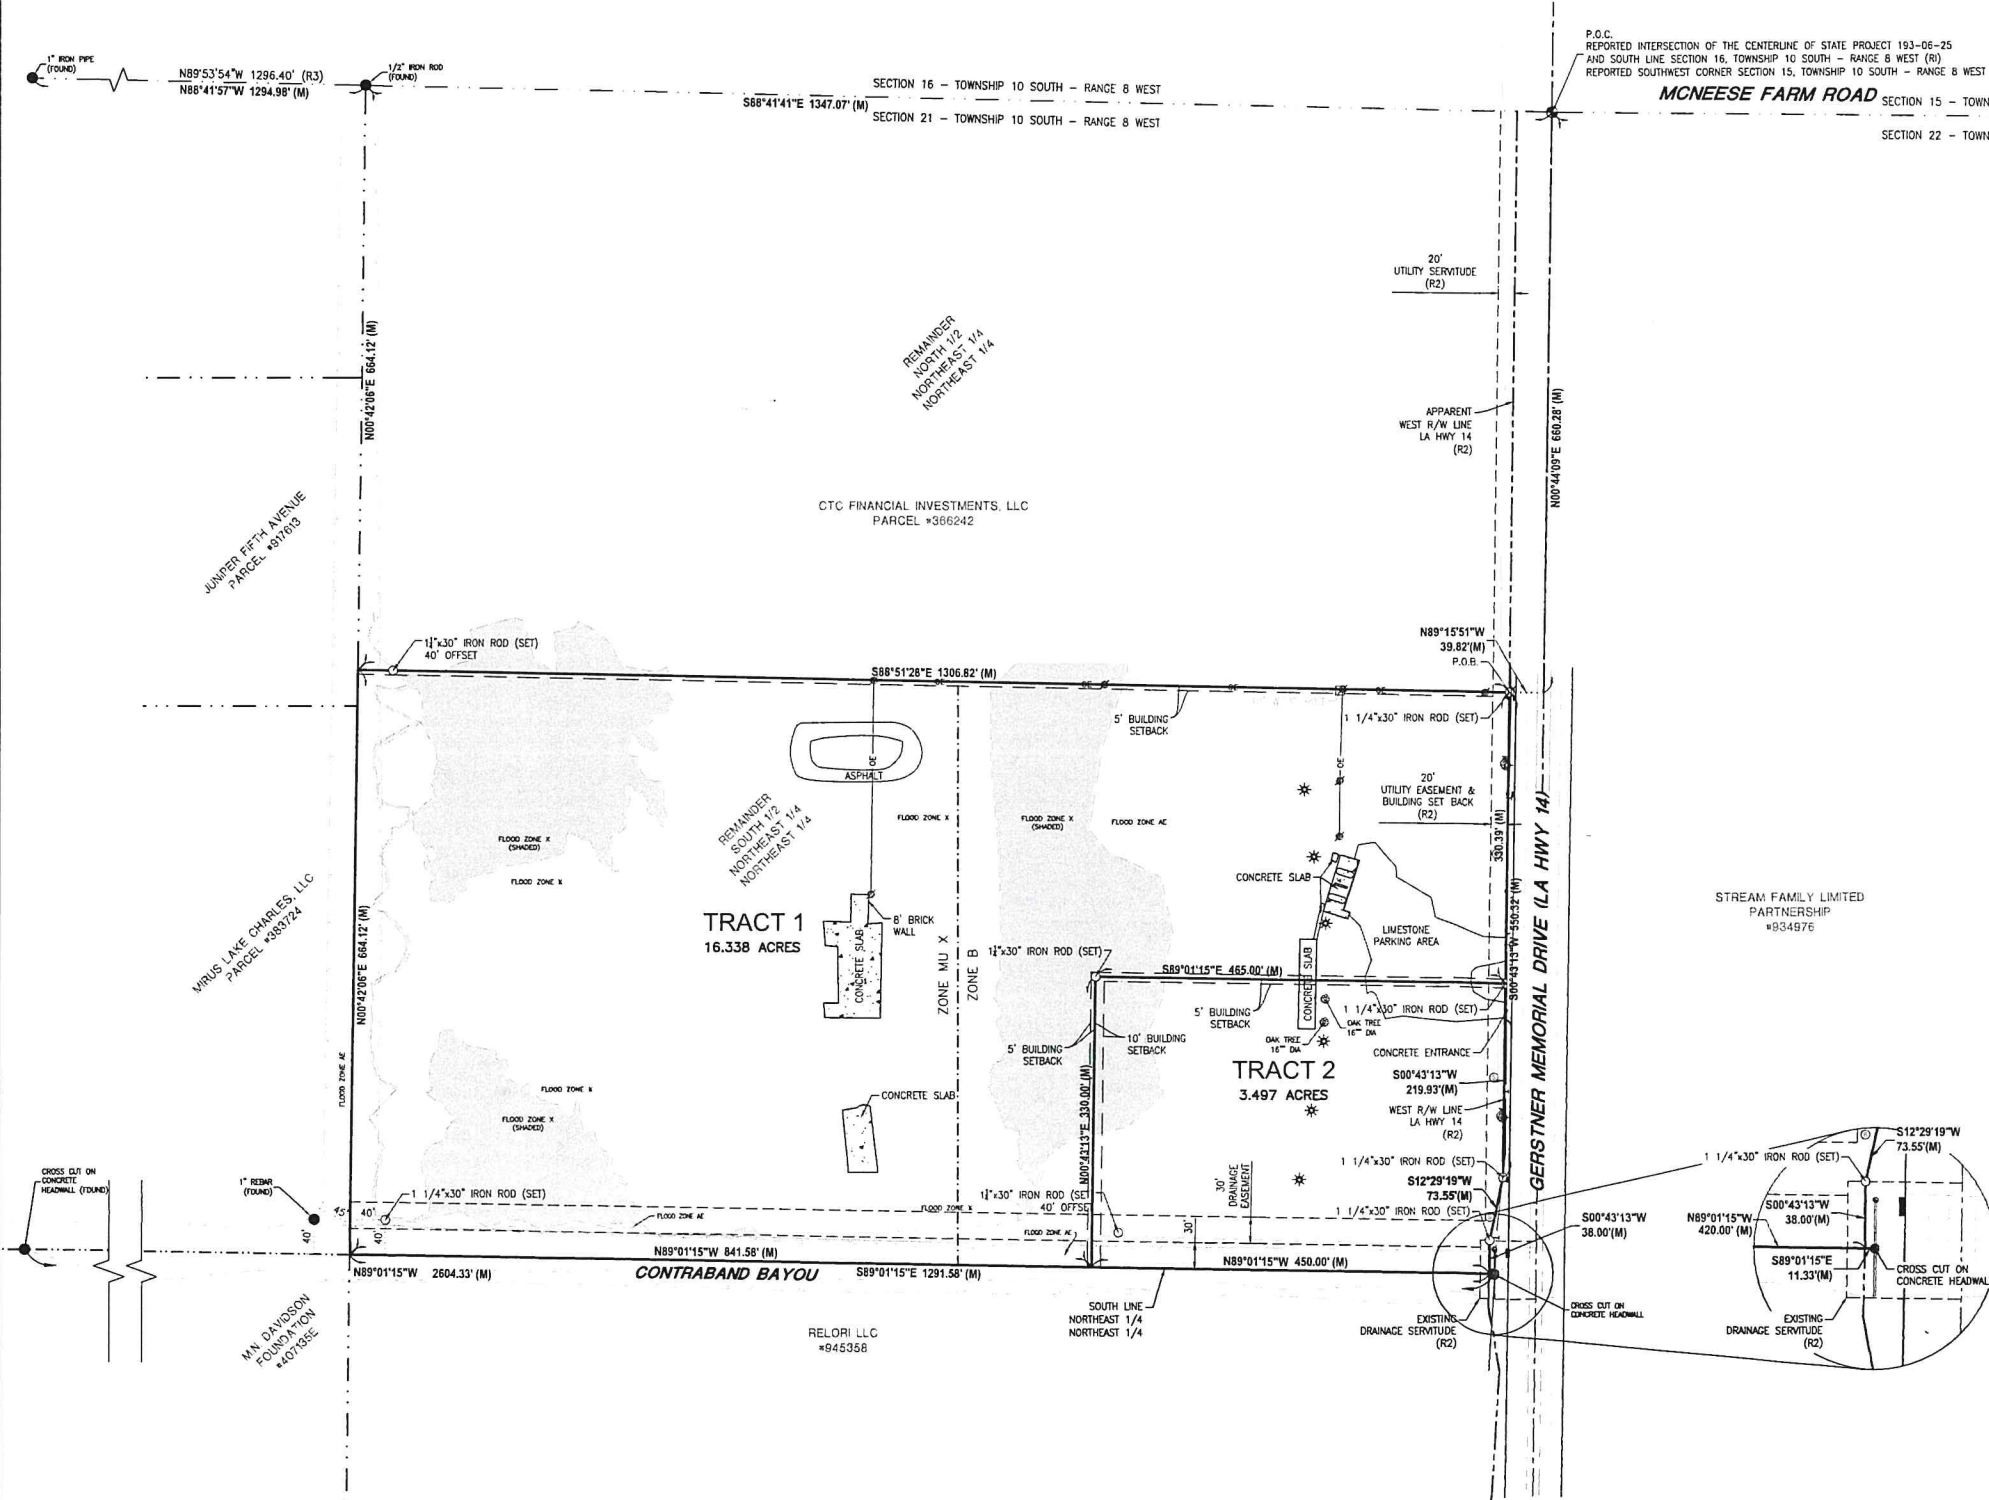 P.O.C.
REPORTED INTERSECTION OF THE CENTERLINE OF STATE PROJECT 193-06-25
AND SOUTH LINE SECTION 16, TOWNSHIP 10 SOUTH - RANGE 8 WEST (R1)
REPORTED SOUTHWEST CORNER SECTION 15, TOWNSHIP 10 SOUTH - RANGE 8 WEST
MCNEESE FARM ROAD
SECTION 15 - TOWN
SECTION 22 - TOWN
1" IRON PIPE
(FOUND)
N89°53'54"W 1296.40' (R3)
N88°41'57"W 1294.98' (M)
1/2" IRON ROD
(FOUND)
SECTION 16 - TOWNSHIP 10 SOUTH - RANGE 8 WEST
S88°41'41"E 1347.07' (M)
SECTION 21 - TOWNSHIP 10 SOUTH - RANGE 8 WEST
20'
UTILITY SERVITUDE
(R2)
N00°42'06"E 664.12' (M)
REMAINDER
NORTH 1/2
NORTHEAST 1/4
NORTHEAST 1/4
APPARENT
WEST R/W LINE
LA HWY 14
(R2)
N00°44'09"E 660.28' (M)
CTC FINANCIAL INVESTMENTS, LLC
PARCEL #366242
JUNIPER FIFTH AVENUE
PARCEL #917613
1¼"x30" IRON ROD (SET)
40' OFFSET
S88°51'28"E 1306.82' (M)
N89°15'51"W
39.82'(M)
P.O.B.
5' BUILDING
SETBACK
1 1/4"x30" IRON ROD (SET)
OE
OE
OE
OE
OE
OE
ASPHALT
20'
UTILITY EASEMENT &
BUILDING SET BACK
(R2)
330.39' (M)
S00°43'13"W 550.32' (M)
GERSTNER MEMORIAL DRIVE (LA HWY 14)
REMAINDER
SOUTH 1/2
NORTHEAST 1/4
NORTHEAST 1/4
FLOOD ZONE X
(SHADED)
FLOOD ZONE X
FLOOD ZONE X
FLOOD ZONE X
(SHADED)
FLOOD ZONE AE
CONCRETE SLAB
MIRUS LAKE CHARLES, LLC
PARCEL #383724
N00°42'06"E 664.12' (M)
TRACT 1
16.338 ACRES
8' BRICK
WALL
CONCRETE SLAB
ZONE MU X
ZONE B
LIMESTONE
PARKING AREA
STREAM FAMILY LIMITED
PARTNERSHIP
#934976
1¼"x30" IRON ROD (SET)
S89°01'15"E 465.00' (M)
CONCRETE SLAB
5' BUILDING
SETBACK
1 1/4"x30" IRON ROD (SET)
OAK TREE
16" DIA
OAK TREE
16" DIA
CONCRETE ENTRANCE
5' BUILDING
SETBACK
10' BUILDING
SETBACK
TRACT 2
3.497 ACRES
S00°43'13"W
219.93'(M)
WEST R/W LINE
LA HWY 14
(R2)
FLOOD ZONE AE
FLOOD ZONE X
FLOOD ZONE X
(SHADED)
CONCRETE SLAB
N00°43'13"E 330.00' (M)
30'
DRAINAGE
EASEMENT
30'
1 1/4"x30" IRON ROD (SET)
S12°29'19"W
73.55'(M)
1 1/4"x30" IRON ROD (SET)
CROSS CUT ON
CONCRETE
HEADWALL (FOUND)
1" REBAR
(FOUND)
45'
40'
40'
40'
1 1/4"x30" IRON ROD (SET)
FLOOD ZONE AE
FLOOD ZONE X
1¼"x30" IRON ROD (SE
40' OFFSE
FLOOD ZONE AE
N89°01'15"W 841.58' (M)
N89°01'15"W 450.00' (M)
N89°01'15"W 2604.33' (M)
CONTRABAND BAYOU
S89°01'15"E 1291.58' (M)
S00°43'13"W
38.00'(M)
SOUTH LINE
NORTHEAST 1/4
NORTHEAST 1/4
CROSS CUT ON
CONCRETE HEADWALL
EXISTING
DRAINAGE SERVITUDE
(R2)
M.N. DAVIDSON
FOUNDATION
#407135E
RELORI LLC
#945358
S12°29'19"W
73.55'(M)
1 1/4"x30" IRON ROD (SET)
S00°43'13"W
38.00'(M)
N89°01'15"W
420.00' (M)
S89°01'15"E
11.33'(M)
CROSS CUT ON
CONCRETE HEADWAL
EXISTING
DRAINAGE SERVITUDE
(R2)